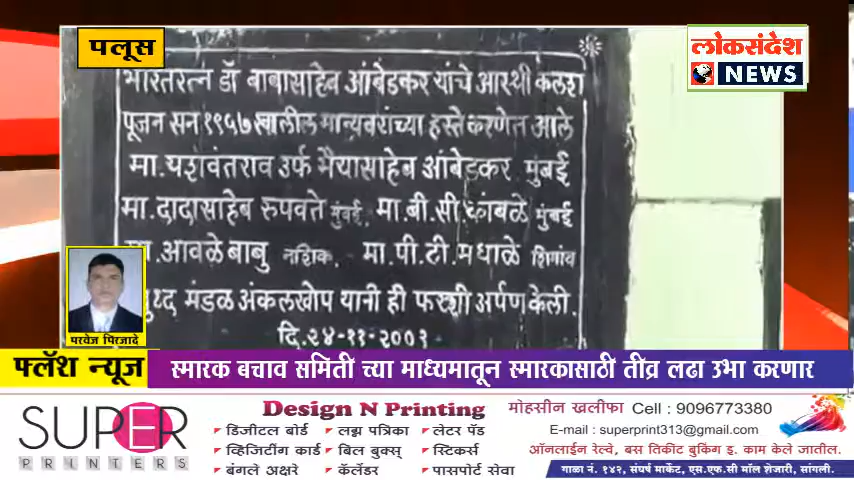 पलूस
लोकसंदेश
NEWS
भारतरत्न डॉ बाबासाहेब आंबेडकर यांचे आस्थी कलश
पूजन सन १९५७ खालील मान्यवरांच्या हस्ते करणेत आले
मा. यशवंतराव उर्फ भैयासाहेब आंबेडकर मुंबई
मा. दादासाहेब रुपवते मुंबई. मा. बी. सी. कांबळे मुंबई
आवळे बाबु नाशिक. मा. पी. टी. मधाळे शिगांव
मंडळ अंकलखोप यानी ही फरशी अर्पण केली.
दि. २४-११-२००१
परवेज पिरजादे
फ्लॅश न्यूज
स्मारक बचाव समिती च्या माध्यमातून स्मारकासाठी तीव्र लढा उभा करणार
SUPER
PRINTERS
Design N Printing
डिजीटल बोर्ड लग्न पत्रिका लेटर पॅड
व्हिजिटींग कार्ड बिल बुक्स् स्टिकर्स
बंगले अक्षरे कॅलेंडर पासपोर्ट सेवा
मोहसीन खलीफा Cell : 9096773380
E-mail : superprint313@gmail.com
ऑनलाईन रेल्वे, बस तिकीट बुकिंग इ. काम केले जातील.
गाळा नं. १४२, संघर्ष मार्केट, एस.एफ.सी मॉल शेजारी, सांगली.